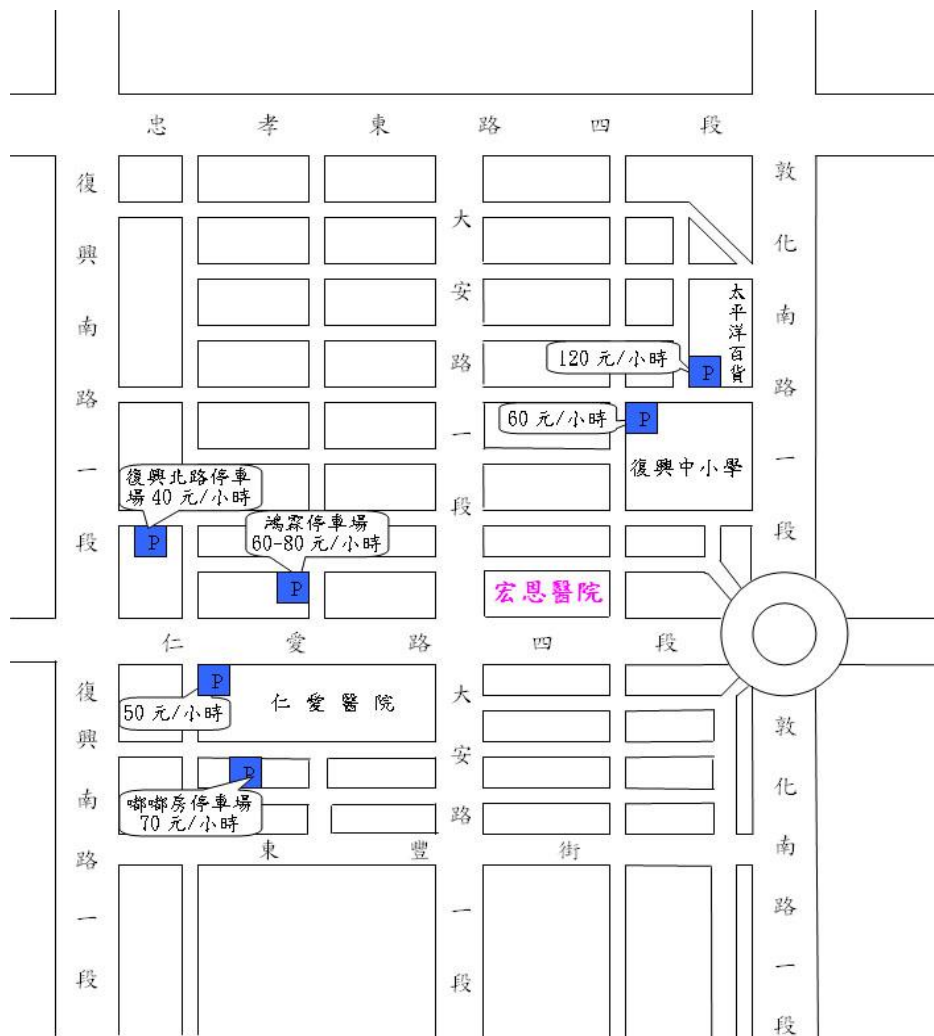 忠孝東路四段
復興南路一段
大安路一段
敦化南路一段
太平洋百貨
120 元/小時
P
60 元/小時
P
復興中小學
復興北路停車
場 40 元/小時
P
鴻霖停車場
60-80 元/小時
P
宏恩醫院
仁愛路四段
復興南路一段
P
50 元/小時
仁愛醫院
大安路一段
敦化南路一段
P
嘟嘟房停車場
70 元/小時
東豐街